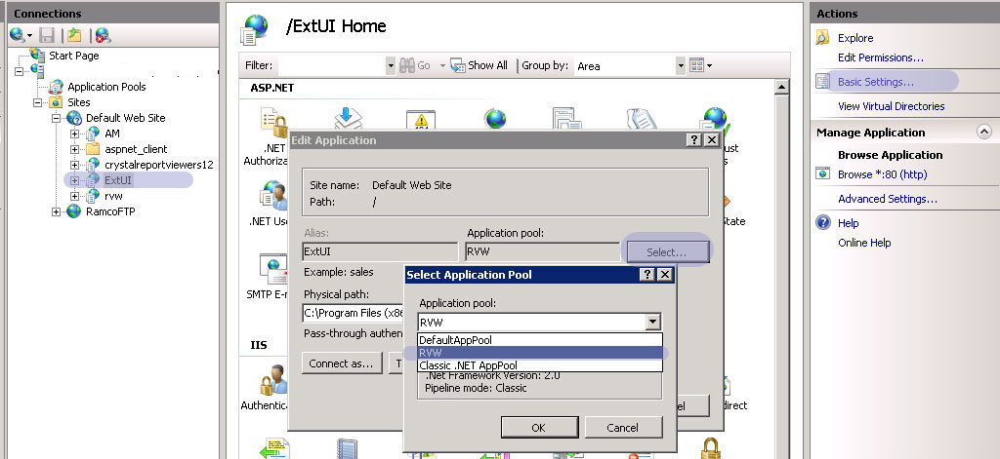 Connections
Start Page
Application Pools
Sites
Default Web Site
AM
aspnet_client
crystalreportviewers12
ExtUI
rvw
RamcoFTP
/ExtUI Home
Filter:
Go
Show All
Group by:
Area
ASP.NET
.NET
Authoriza
.NET Use
SMTP E-m
IIS
Authentica
ust
State
direct
Edit Application
Site name:
Default Web Site
Path:
/
Alias:
Application pool:
ExtUI
RVW
Select...
Example: sales
Physical path:
C:\Program Files (x86
Pass-through authen
Connect as...
T
el
Select Application Pool
Application pool:
RVW
DefaultAppPool
RVW
Classic .NET AppPool
.Net Framework Version: 2.0
Pipeline mode: Classic
OK
Cancel
Actions
Explore
Edit Permissions...
Basic Settings...
View Virtual Directories
Manage Application
Browse Application
Browse *:80 (http)
Advanced Settings...
Help
Online Help